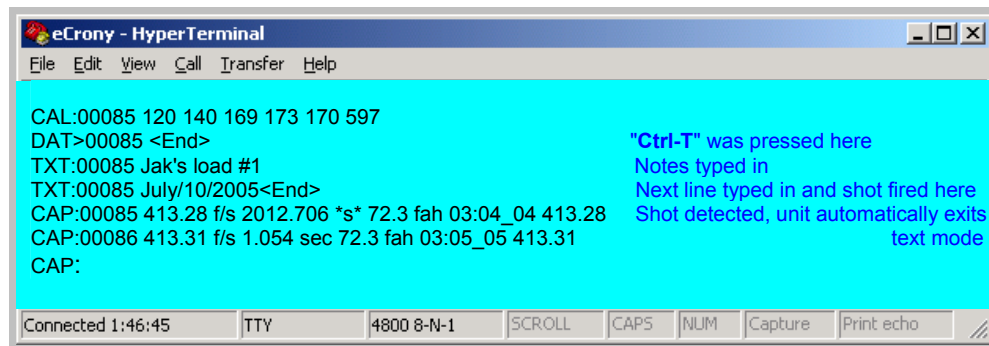 eCrony - HyperTerminal
File Edit View Call Transfer Help
CAL:00085 120 140 169 173 170 597
DAT>00085 <End> "Ctrl-T" was pressed here
TXT:00085 Jak's load #1 Notes typed in
TXT:00085 July/10/2005<End> Next line typed in and shot fired here
CAP:00085 413.28 f/s 2012.706 *s* 72.3 fah 03:04_04 413.28 Shot detected, unit automatically exits
CAP:00086 413.31 f/s 1.054 sec 72.3 fah 03:05_05 413.31 text mode
CAP:
Connected 1:46:45 TTY 4800 8-N-1 SCROLL CAPS NUM Capture Print echo